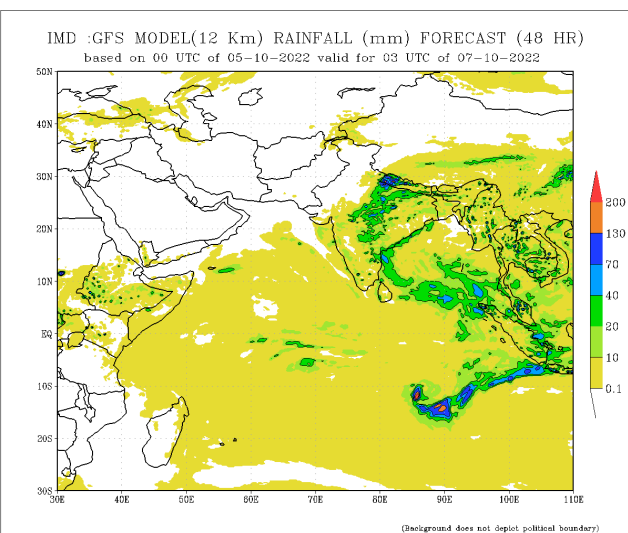 IMD :GFS MODEL(12 Km) RAINFALL (mm) FORECAST (48 HR)
based on 00 UTC of 05-10-2022 valid for 03 UTC of 07-10-2022
50N
40N
30N
20N
10N
EQ
10S
20S
30S
30E 40E 50E 60E 70E 80E 90E 100E 110E
200
130
70
40
20
10
0.1
(Background does not depict political boundary)